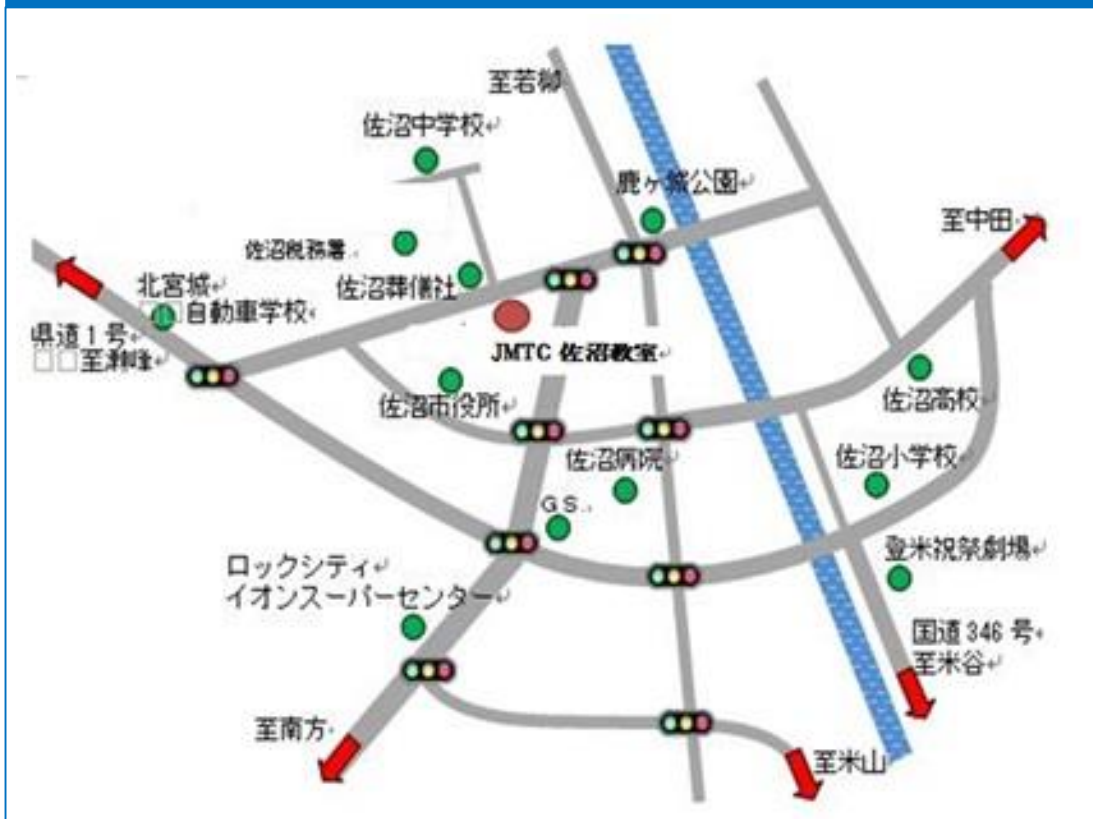 至若柳
佐沼中学校
鹿ヶ城公園
至中田
佐沼税務署
北宮城
自動車学校
佐沼葬儀社
県道1号
至瀬峰
JMTC 佐沼教室
佐沼市役所
佐沼高校
佐沼病院
佐沼小学校
GS
登米祝祭劇場
ロックシティ
イオンスーパーセンター
国道346号
至米谷
至南方
至米山